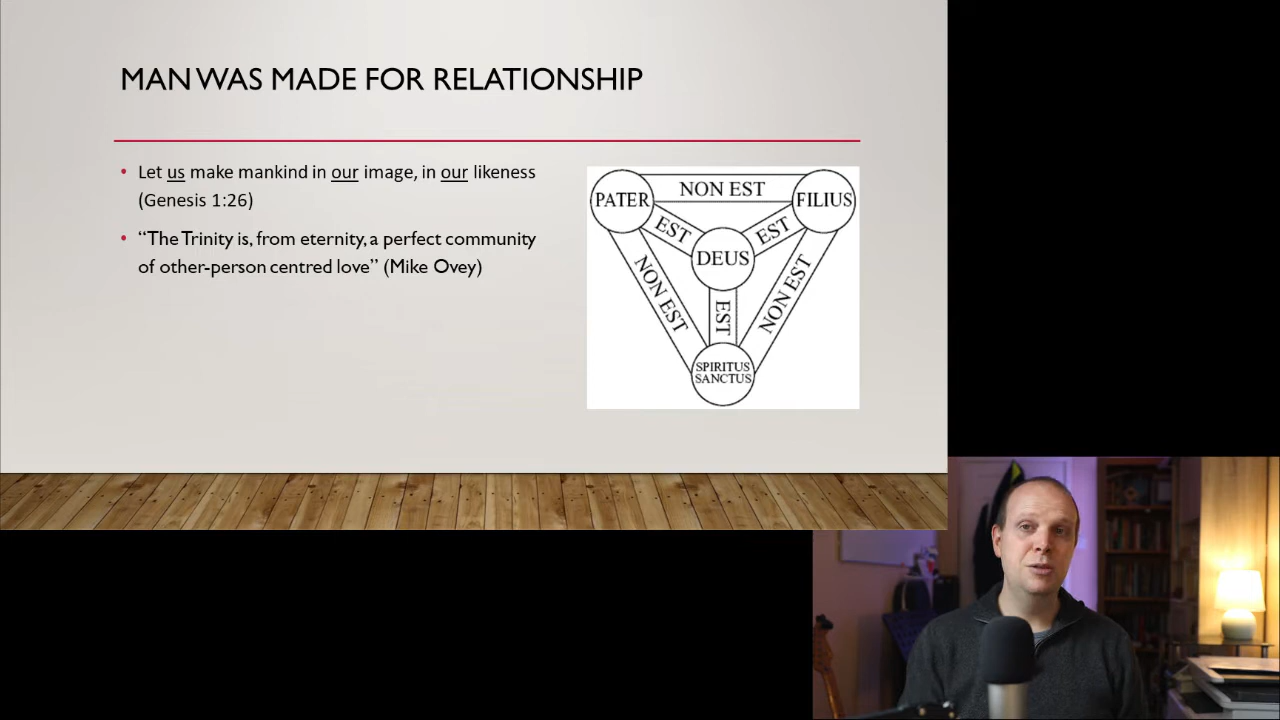 MAN WAS MADE FOR RELATIONSHIP
• Let us make mankind in our image, in our likeness
(Genesis 1:26)
• “The Trinity is, from eternity, a perfect community
of other-person centred love” (Mike Ovey)
PATER
NON EST
FILIUS
EST
EST
DEUS
NON EST
EST
NON EST
SPIRITUS
SANCTUS